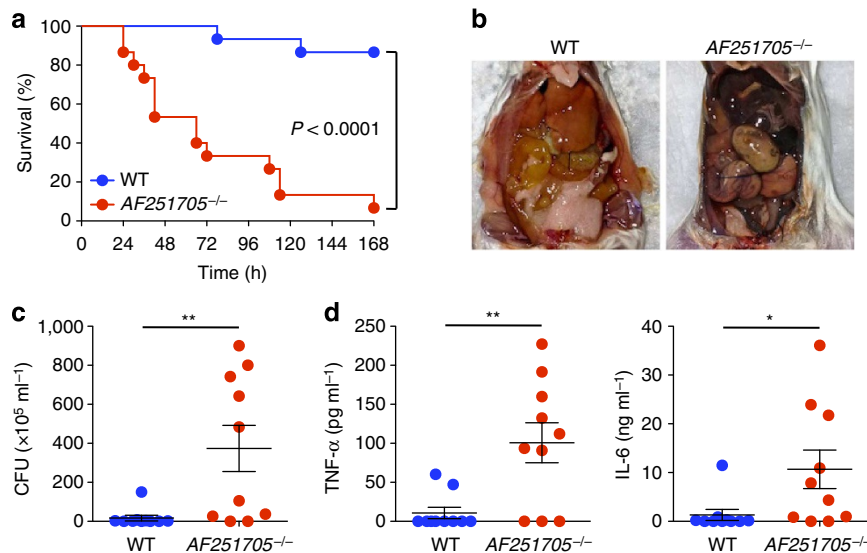 a
100
80
60
40
20
0
Survival (%)
P < 0.0001
WT
AF251705–/–
0 24 48 72 96 120 144 168
Time (h)
b
WT AF251705–/–
c
1,000
800
600
400
200
0
CFU (×10⁵ ml⁻¹)
**
WT AF251705–/–
d
250
200
150
100
50
0
TNF-α (pg ml⁻¹)
**
WT AF251705–/–
40
30
20
10
0
IL-6 (ng ml⁻¹)
*
WT AF251705–/–